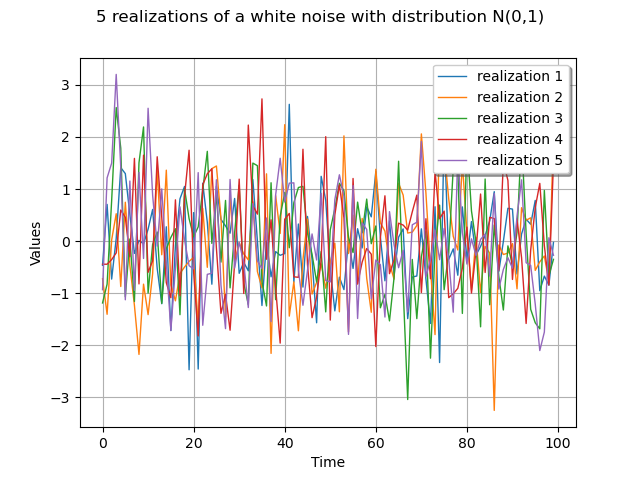 5 realizations of a white noise with distribution N(0,1)
realization 1
realization 2
realization 3
realization 4
realization 5
Values
3
2
1
0
−1
−2
−3
0 20 40 60 80 100
Time